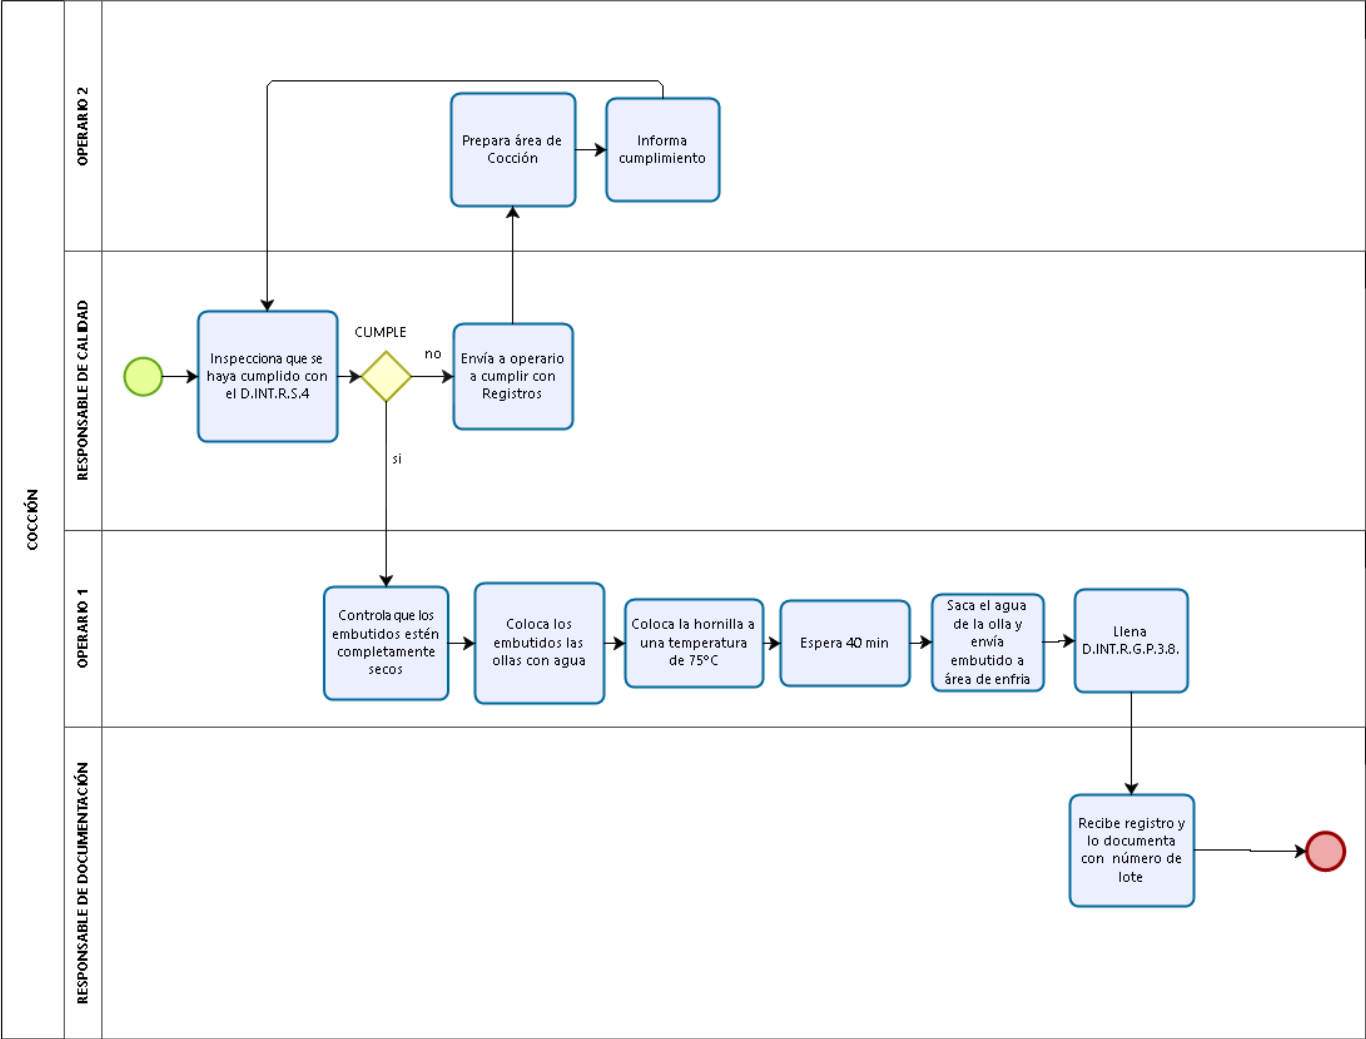 COCCIÓN
OPERARIO 2
Prepara área de
Cocción
Informa
cumplimiento
RESPONSABLE DE CALIDAD
Inspecciona que se
haya cumplido con
el D.INT.R.S.4
CUMPLE
no
si
Envía a operario
a cumplir con
Registros
OPERARIO 1
Controla que los
embutidos estén
completamente
secos
Coloca los
embutidos las
ollas con agua
Coloca la hornilla a
una temperatura
de 75°C
Espera 40 min
Saca el agua
de la olla y
envía
embutido a
área de enfria
Llena
D.INT.R.G.P.3.8.
RESPONSABLE DE DOCUMENTACIÓN
Recibe registro y
lo documenta
con número de
lote